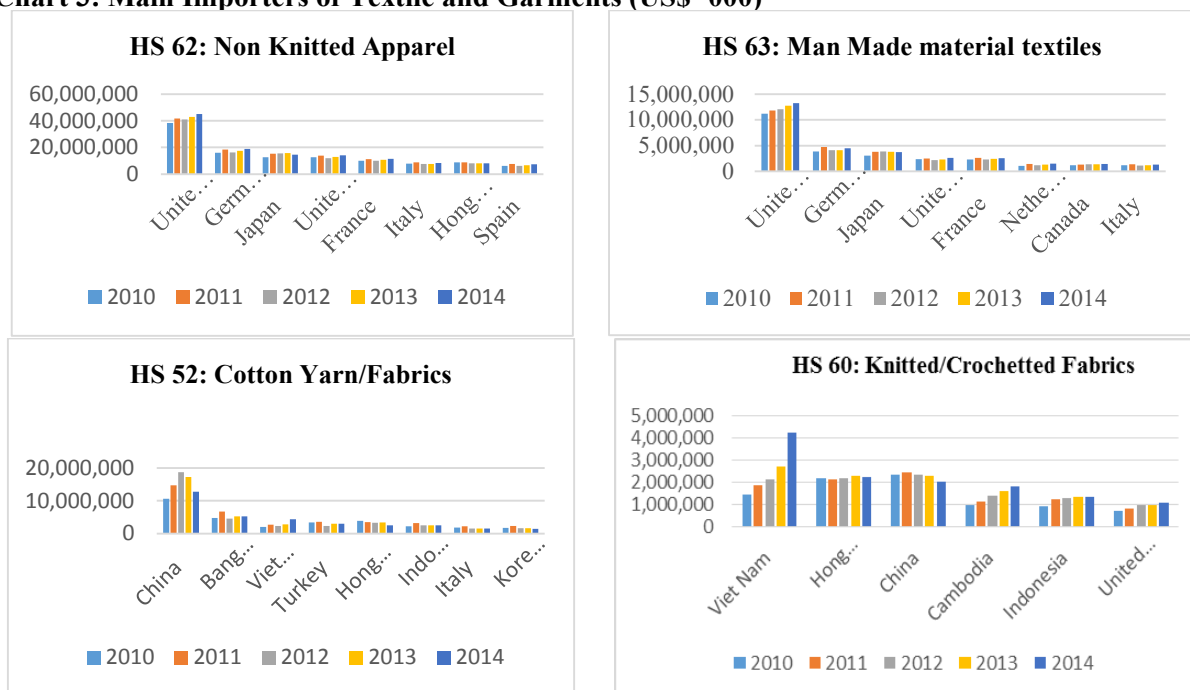 Chart 3: Main Importers of Textile and Garments (US$ '000)
HS 62: Non Knitted Apparel
60,000,000
40,000,000
20,000,000
0
Unite...
Germ...
Japan
Unite...
France
Italy
Hong...
Spain
2010 2011 2012 2013 2014
HS 63: Man Made material textiles
15,000,000
10,000,000
5,000,000
0
Unite...
Germ...
Japan
Unite...
France
Nethe...
Canada
Italy
2010 2011 2012 2013 2014
HS 52: Cotton Yarn/Fabrics
20,000,000
10,000,000
0
China
Bang...
Viet...
Turkey
Hong...
Indo...
Italy
Kore...
2010 2011 2012 2013 2014
HS 60: Knitted/Crochetted Fabrics
5,000,000
4,000,000
3,000,000
2,000,000
1,000,000
0
Viet Nam
Hong...
China
Cambodia
Indonesia
United...
2010 2011 2012 2013 2014